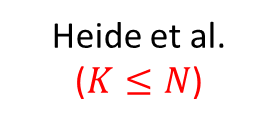 Heide et al.
(K ≤ N)